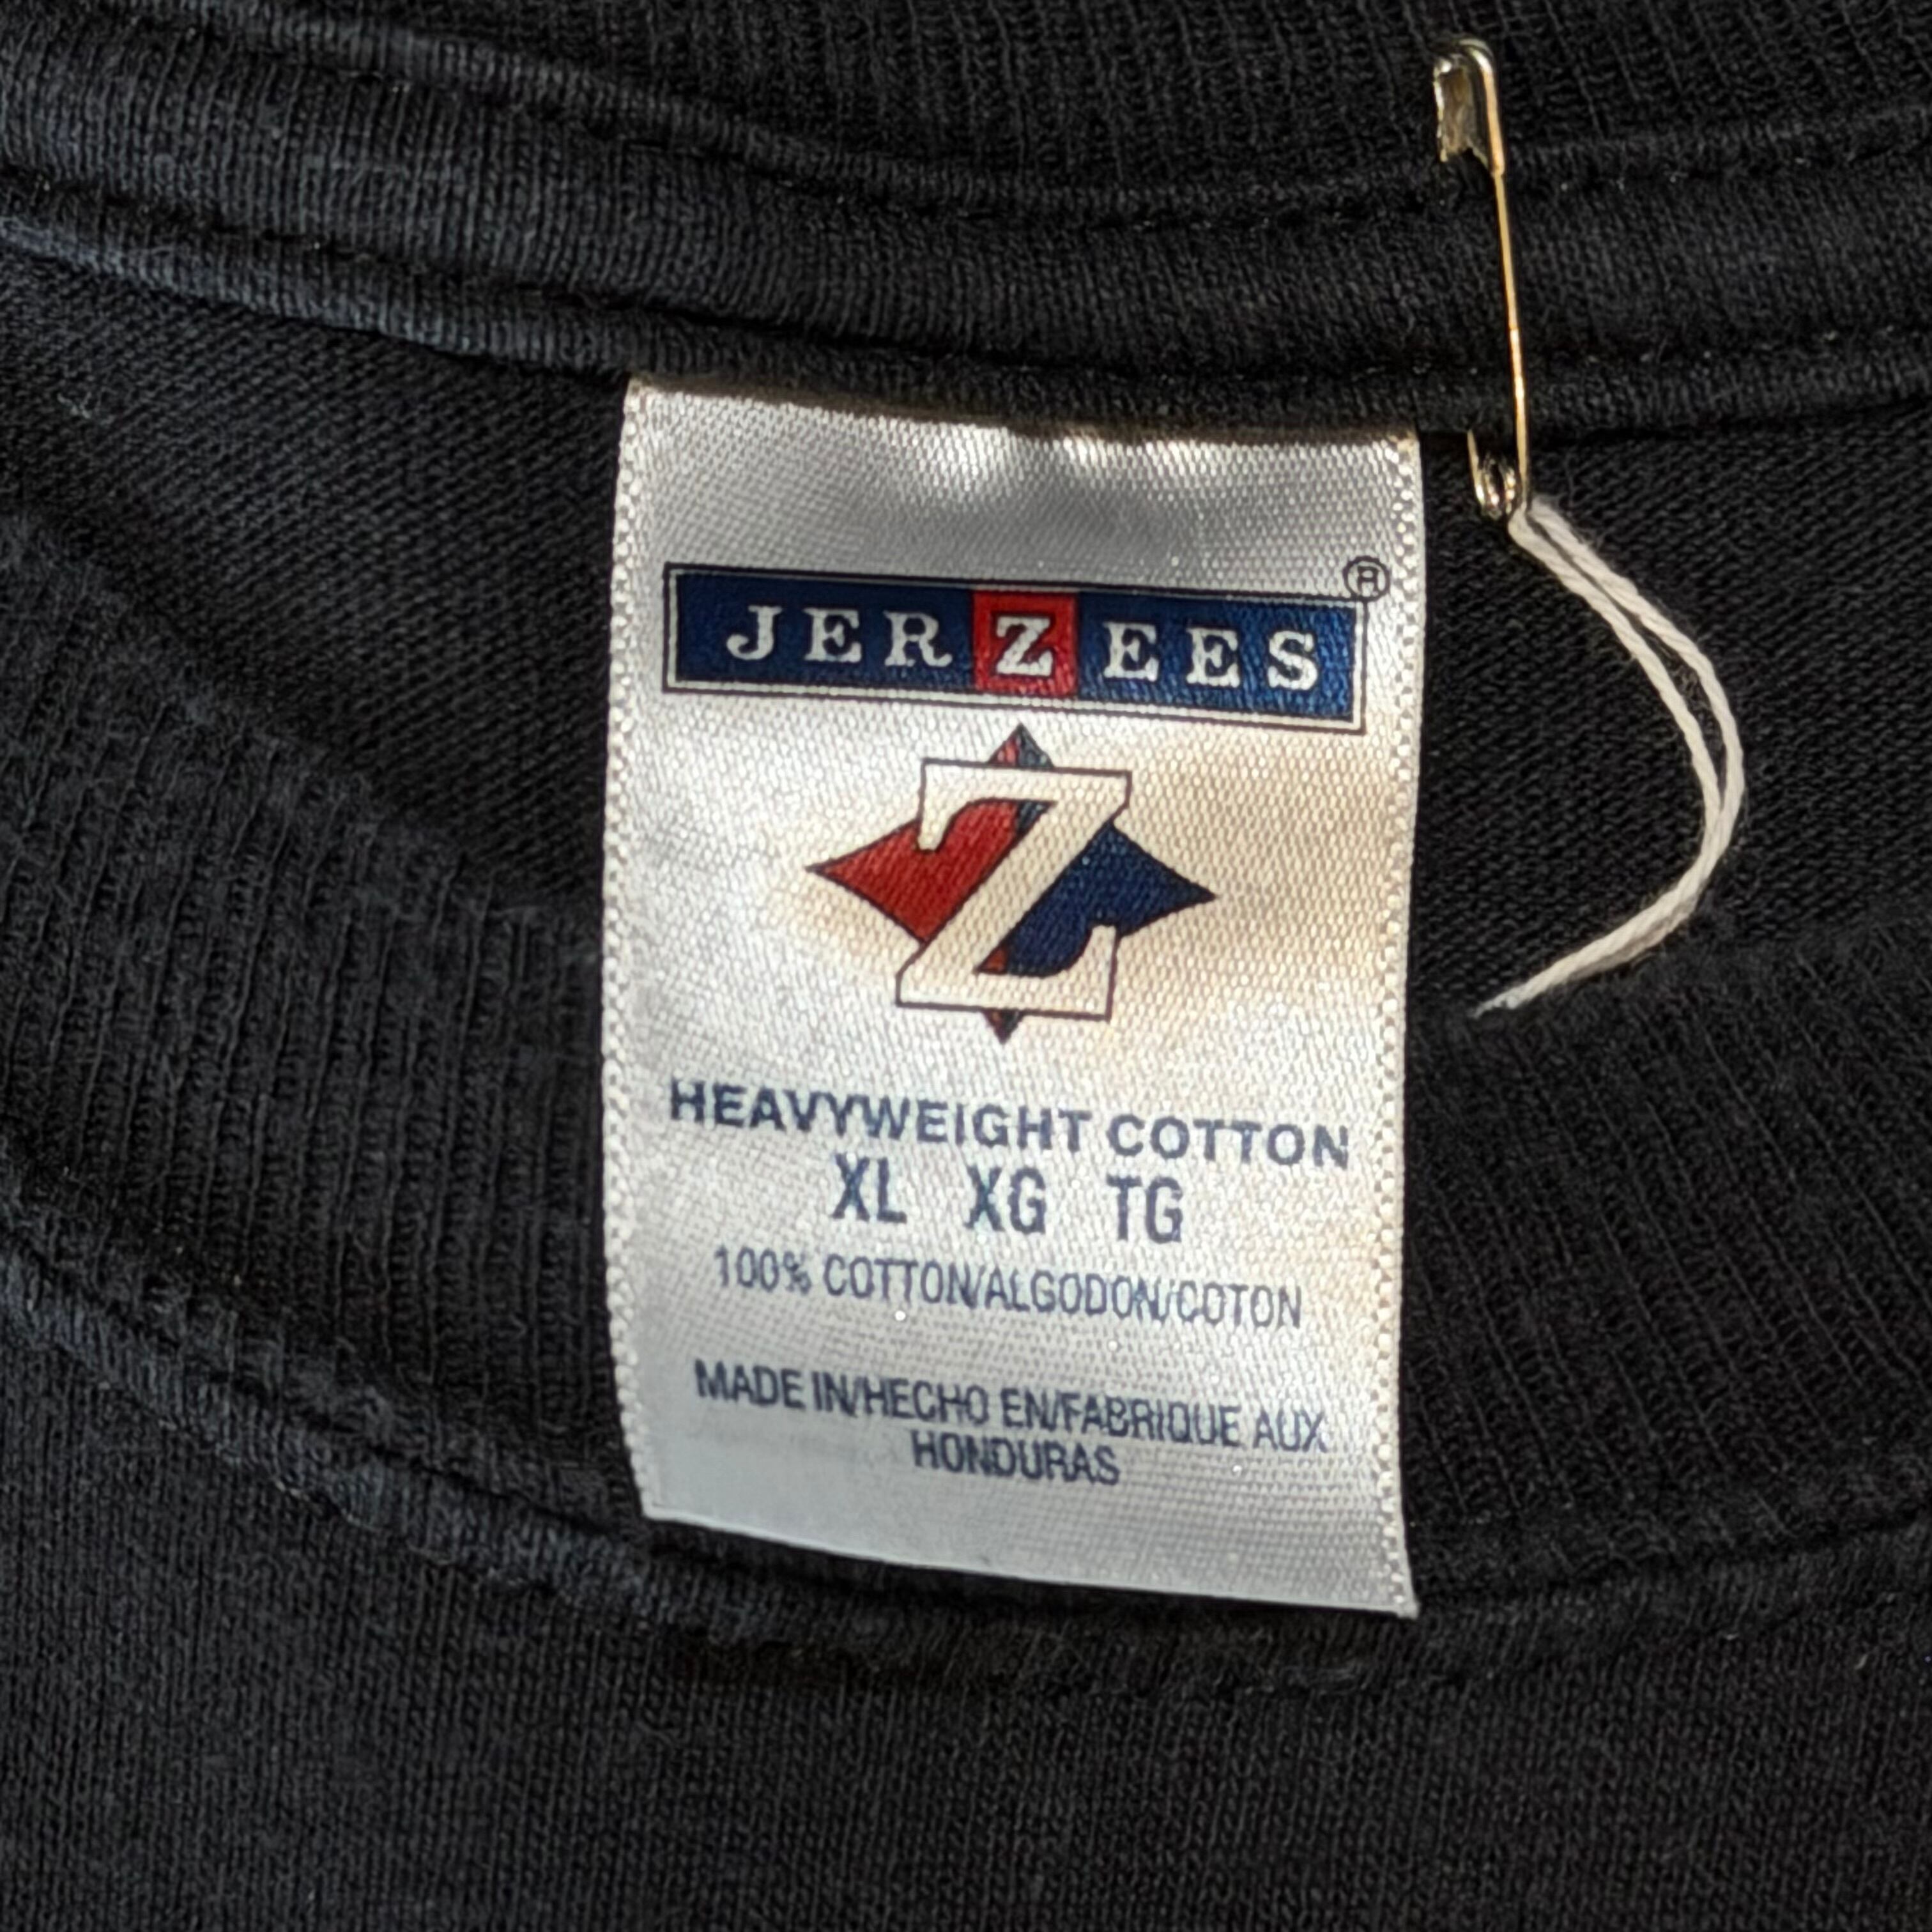 JERZEES®
Z
HEAVYWEIGHT COTTON
XL XG TG
100% COTTON/ALGODON/COTON
MADE IN/HECHO EN/FABRIQUE AUX
HONDURAS